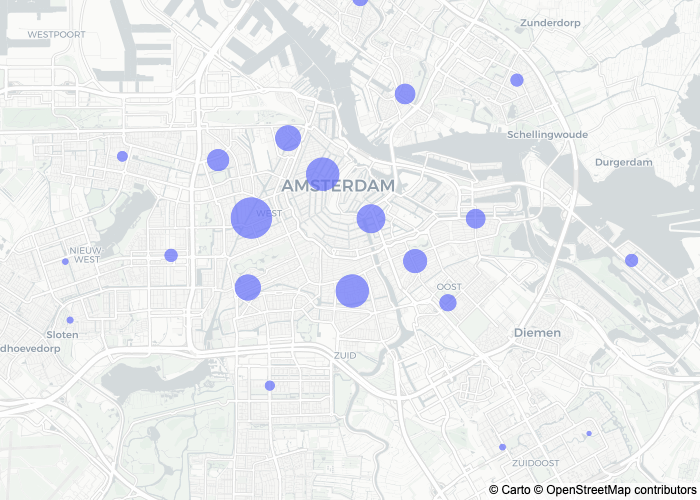 Zunderdorp
WESTPOORT
Schellingwoude
Durgerdam
AMSTERDAM
WEST
NIEUW
WEST
OOST
Sloten
Diemen
dhoevedorp
ZUID
ZUIDOOST
© Carto © OpenStreetMap contributors